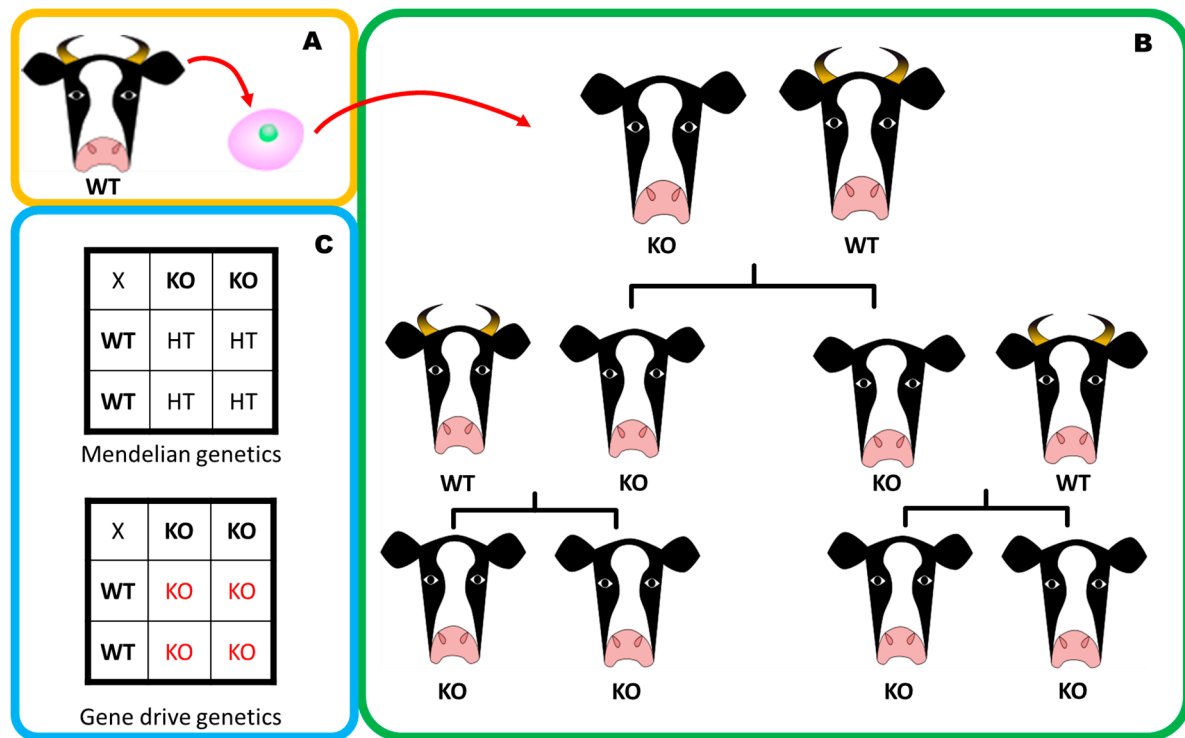 A
WT
B
KO WT
WT KO KO WT
KO KO KO KO
C
X KO KO
WT HT HT
WT HT HT
Mendelian genetics
X KO KO
WT KO KO
WT KO KO
Gene drive genetics